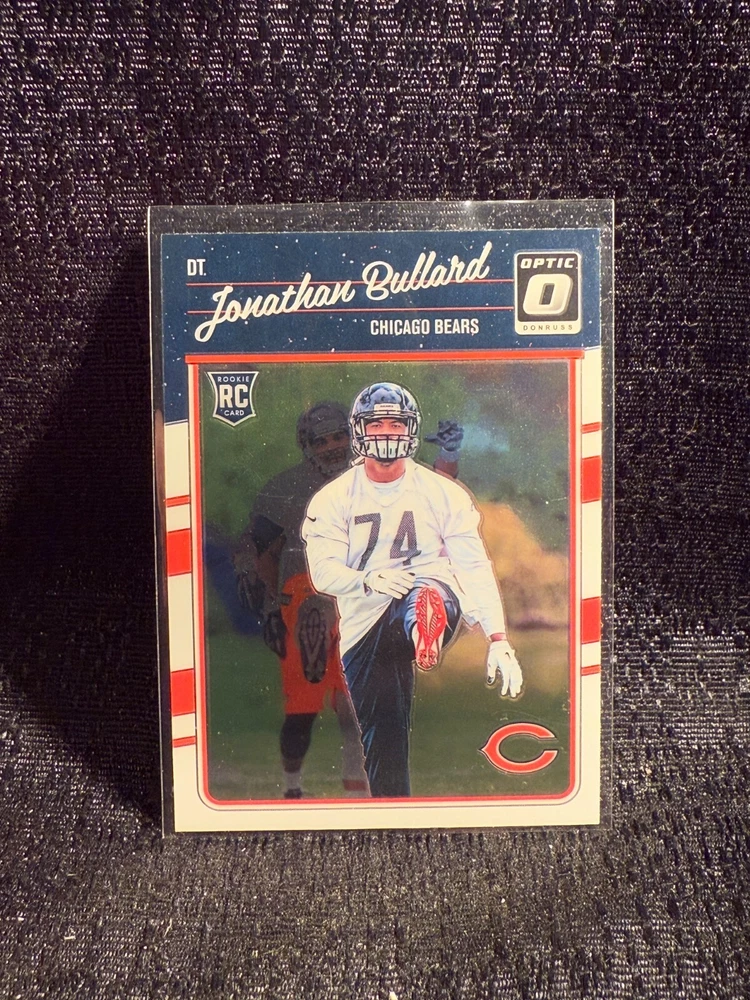 DT.
Jonathan Bullard
CHICAGO BEARS
OPTIC
O
DONRUSS
ROOKIE
RC
CARD
74
C